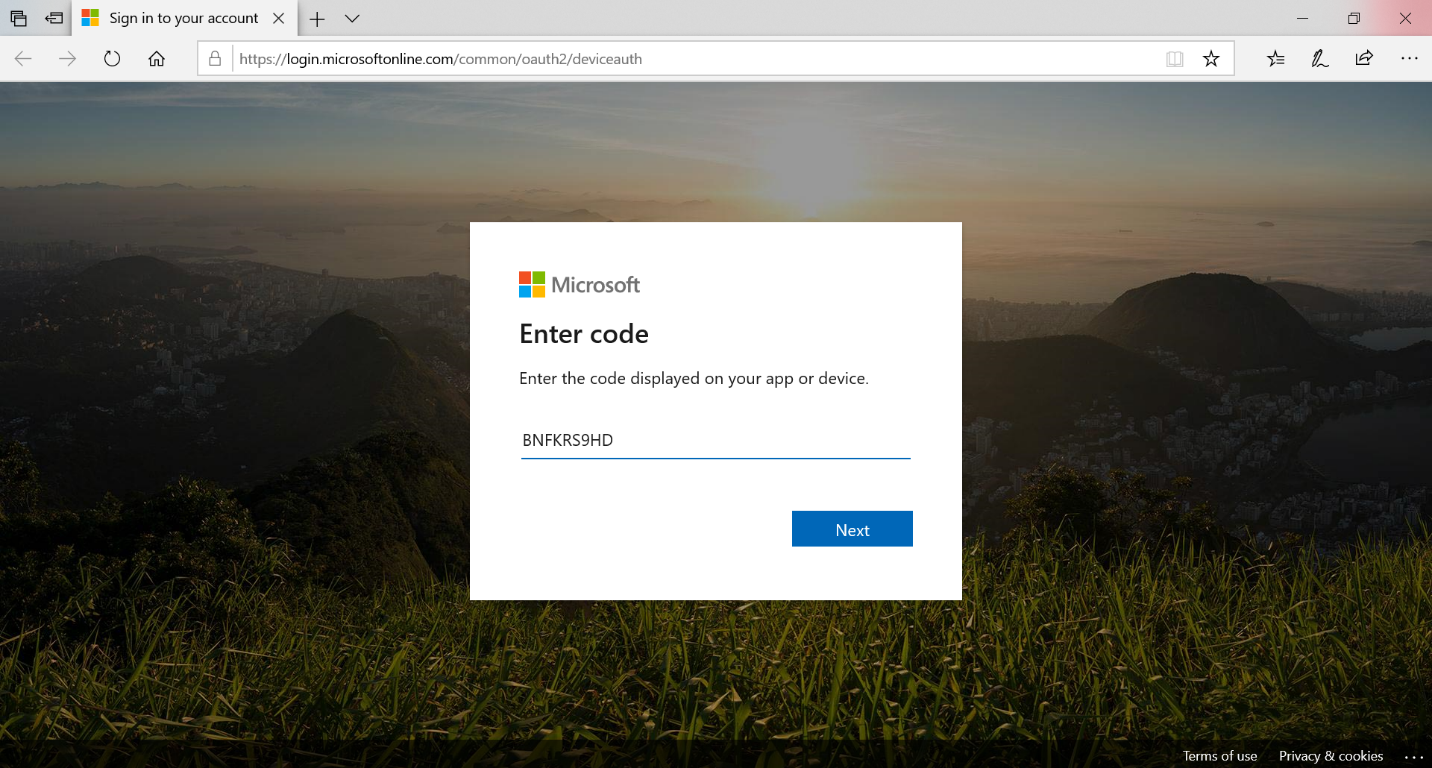 Sign in to your account
https://login.microsoftonline.com/common/oauth2/deviceauth
Microsoft
Enter code
Enter the code displayed on your app or device.
BNFKRS9HD
Next
Terms of use Privacy & cookies ...